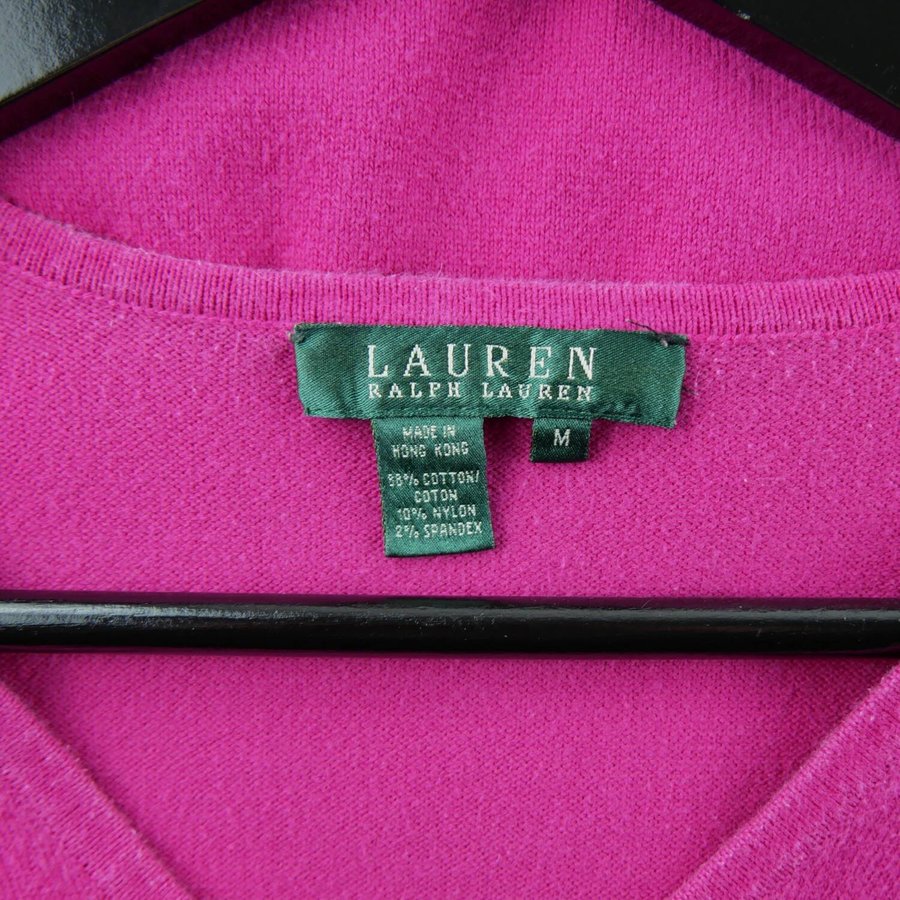 LAUREN
RALPH LAUREN
MADE IN
HONG KONG
88% COTTON/
COTON
10% NYLON
2% SPANDEX
M